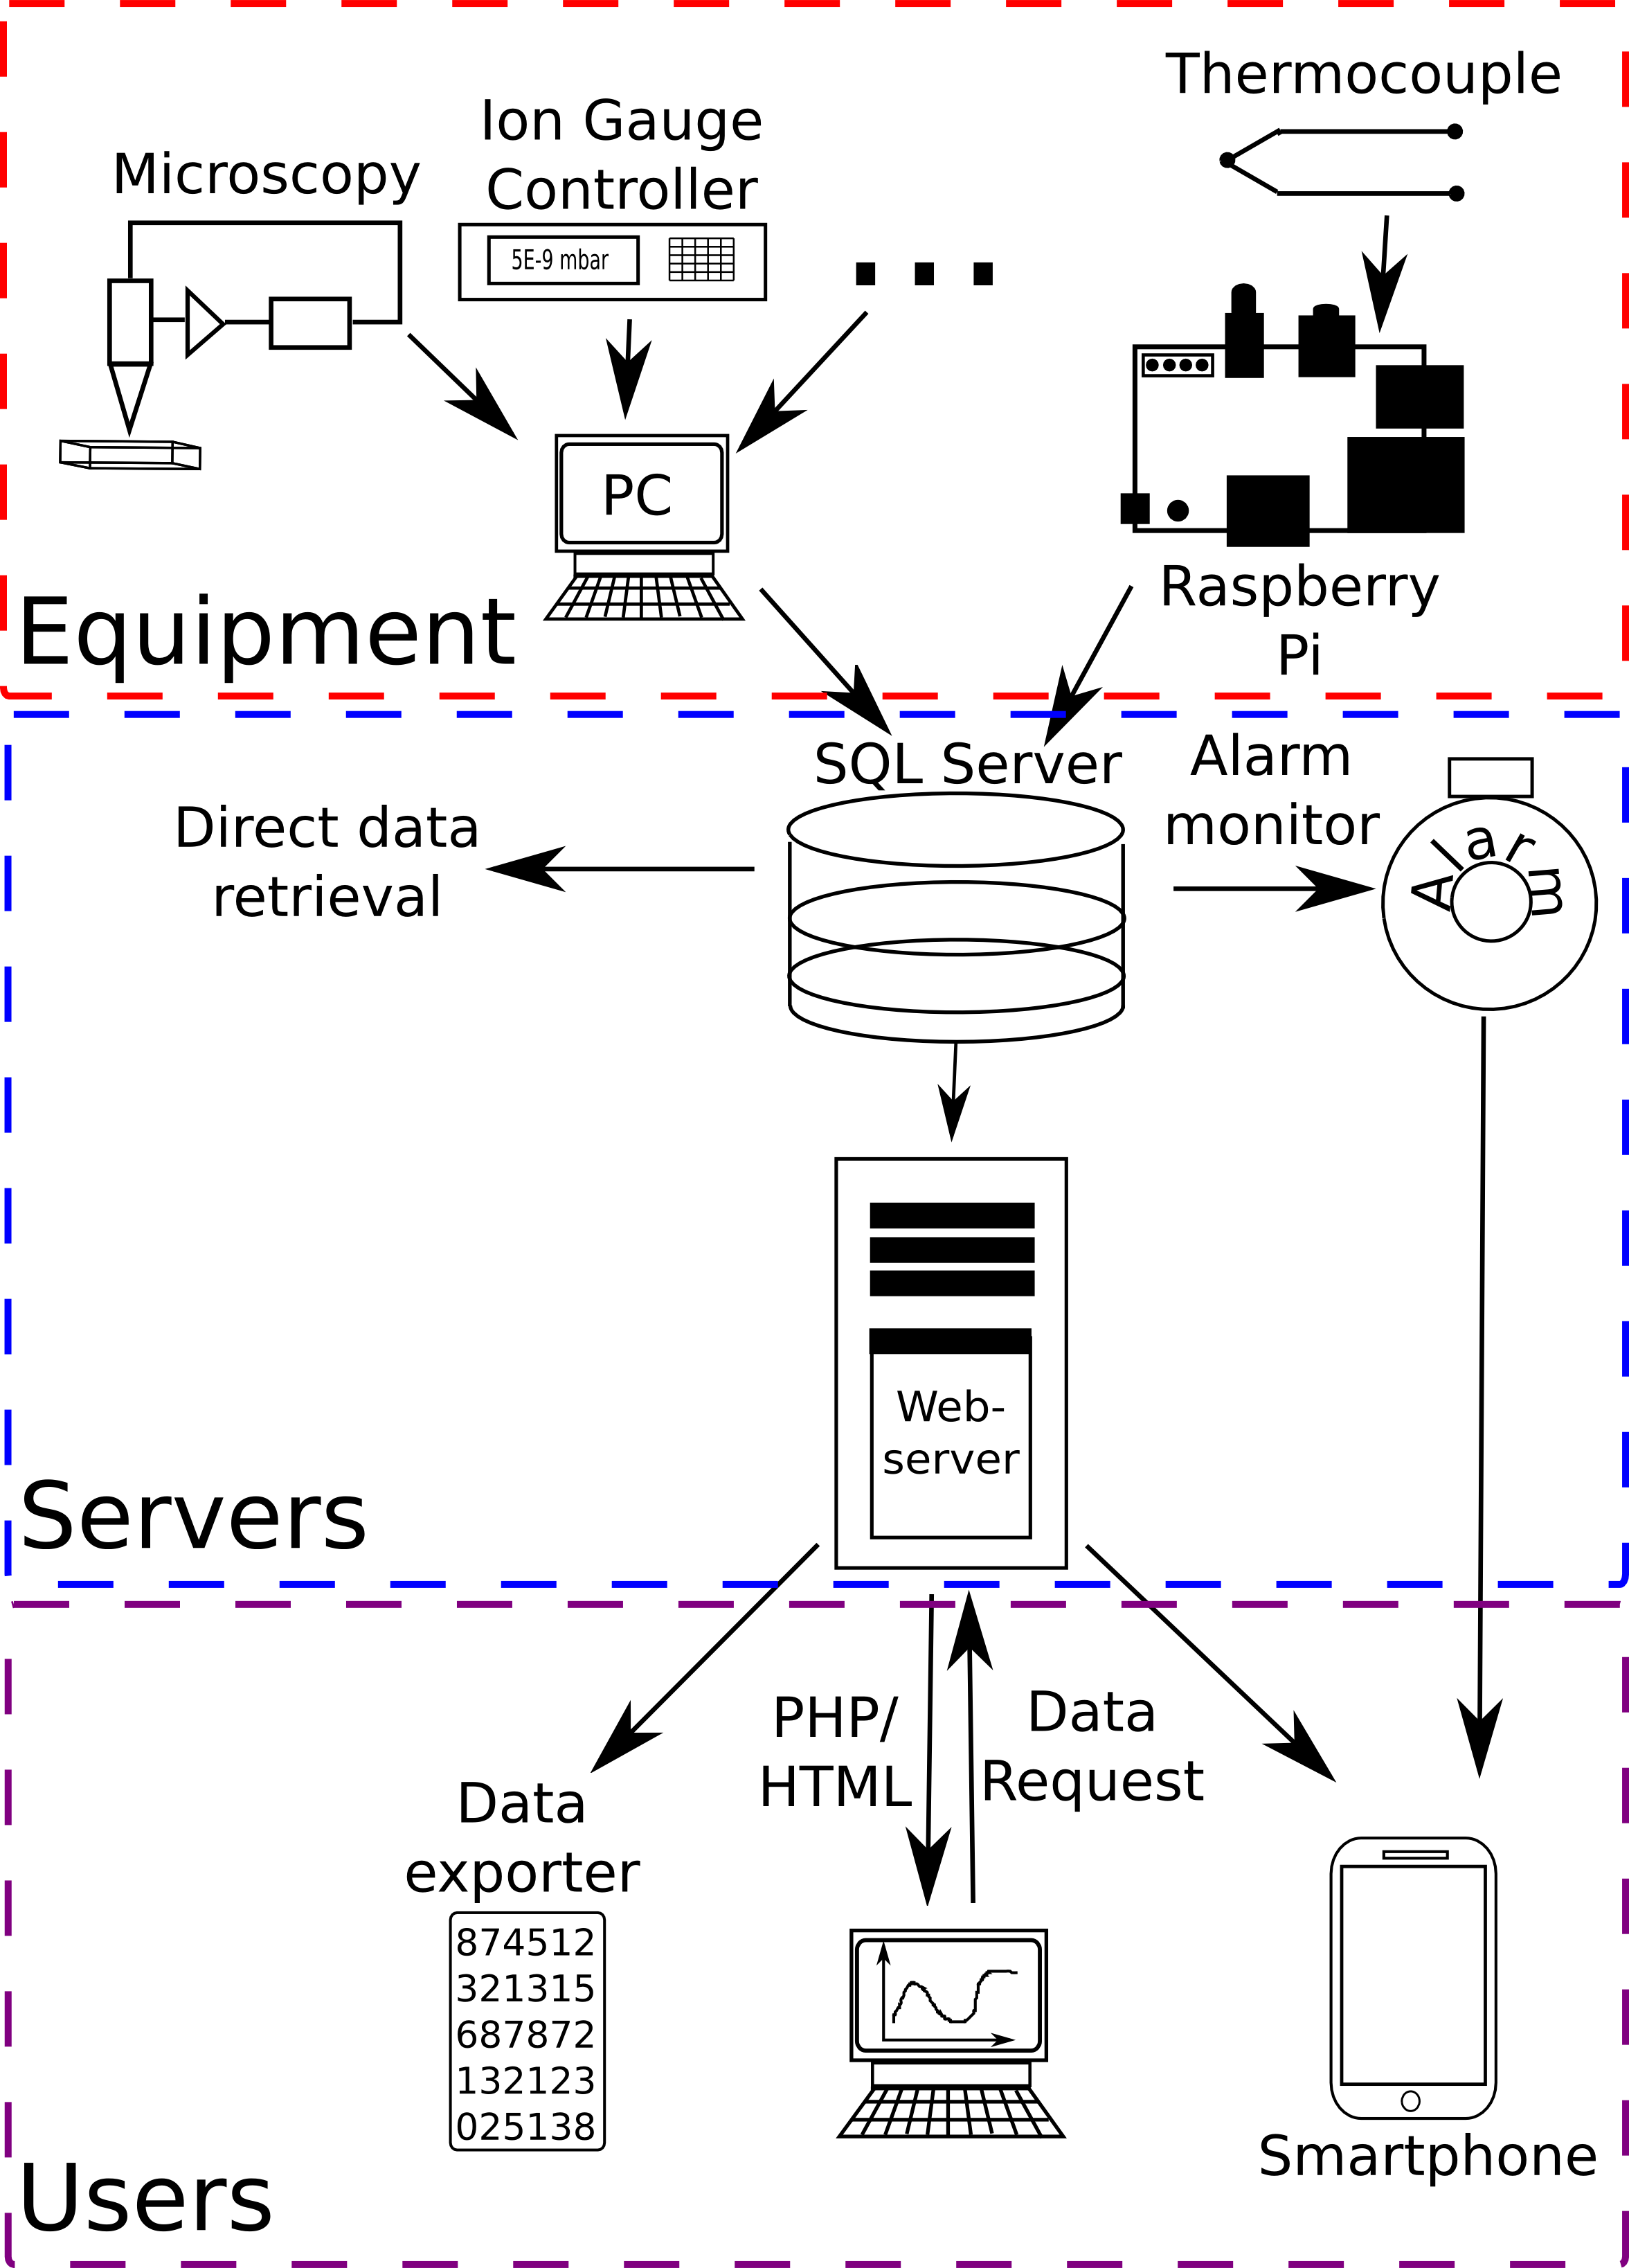 Thermocouple
Ion Gauge
Controller
Microscopy
5E-9 mbar
PC
Raspberry
Pi
Equipment
SQL Server
Alarm
monitor
Direct data
retrieval
Alarm
Web-
server
Servers
PHP/
HTML
Data
Request
Data
exporter
874512
321315
687872
132123
025138
Smartphone
Users